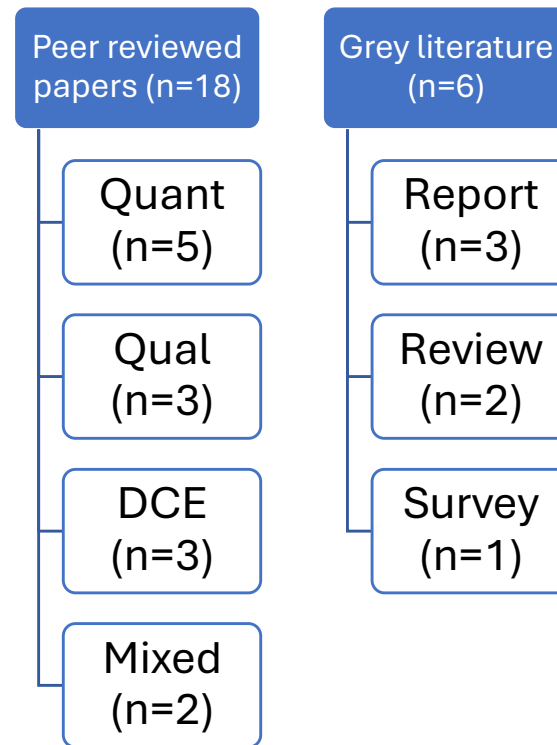 Peer reviewed
papers (n=18)
Quant
(n=5)
Qual
(n=3)
DCE
(n=3)
Mixed
(n=2)
Grey literature
(n=6)
Report
(n=3)
Review
(n=2)
Survey
(n=1)